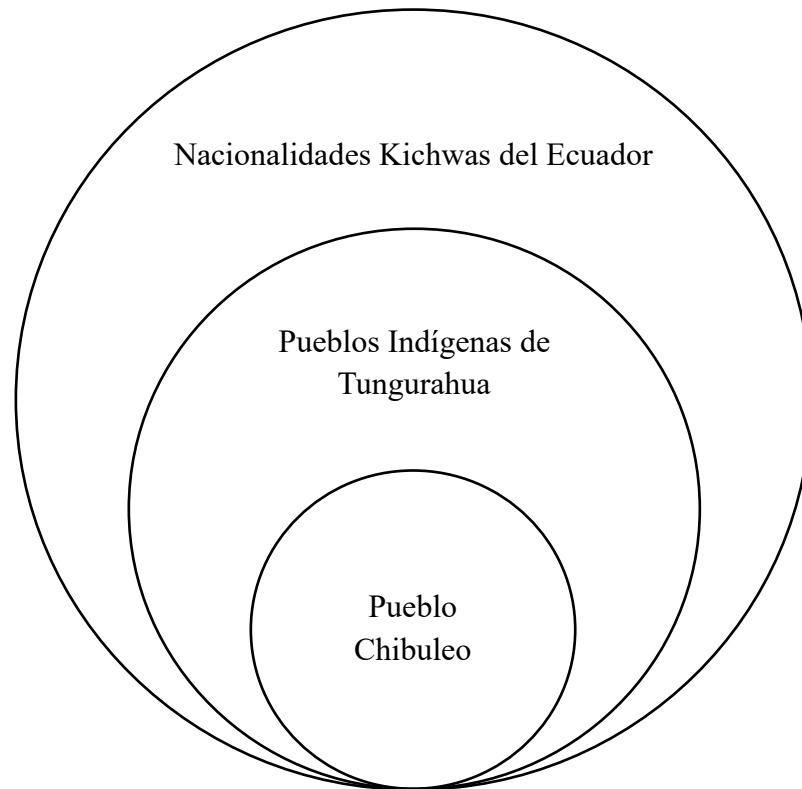 Nacionalidades Kichwas del Ecuador
Pueblos Indígenas de
Tungurahua
Pueblo
Chibuleo